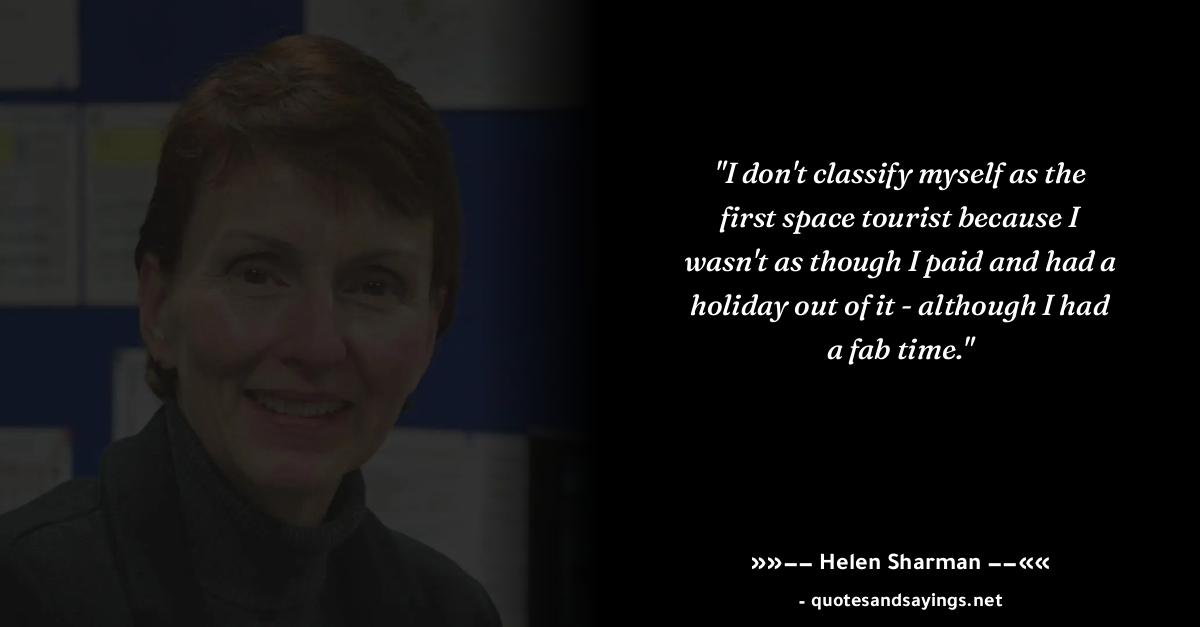 "I don't classify myself as the
first space tourist because I
wasn't as though I paid and had a
holiday out of it - although I had
a fab time."
»»−− Helen Sharman −−««
- quotesandsayings.net